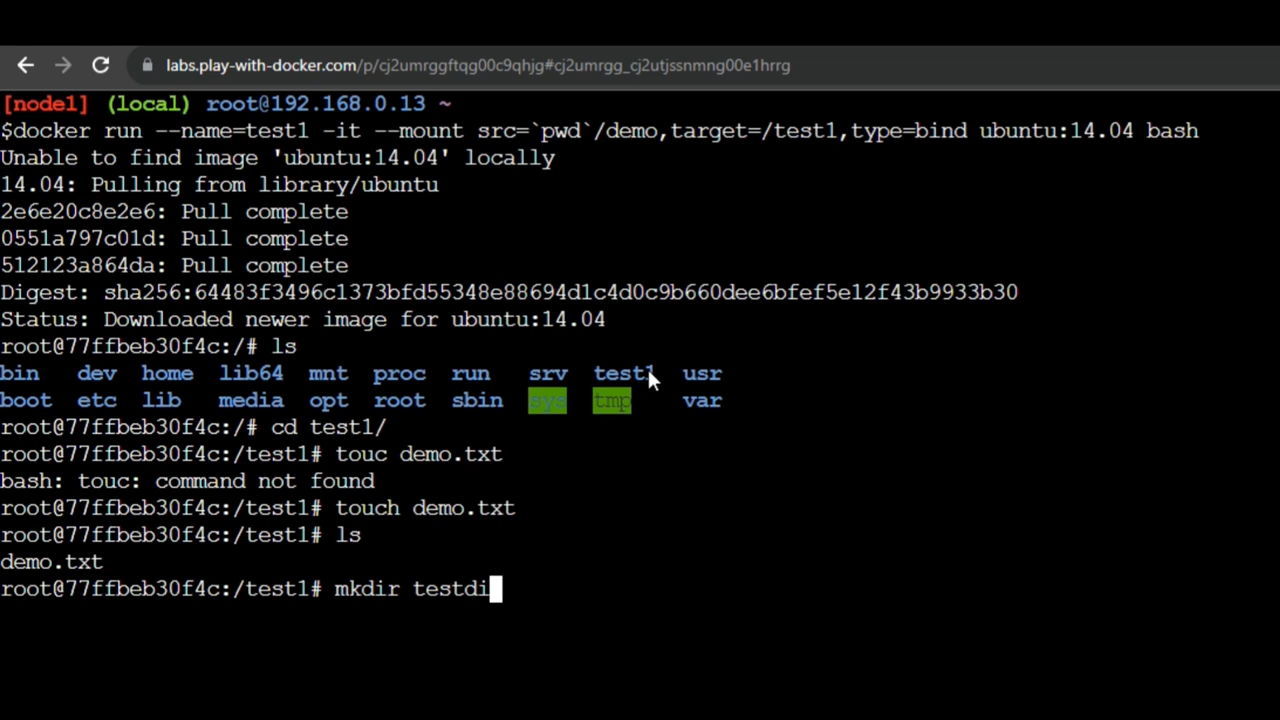 labs.play-with-docker.com/p/cj2umrggftqg00c9qhjg#cj2umrgg_cj2utjssnmng00e1hrrg
[node1] (local) root@192.168.0.13 ~
$docker run --name=test1 -it --mount src=`pwd`/demo,target=/test1,type=bind ubuntu:14.04 bash
Unable to find image 'ubuntu:14.04' locally
14.04: Pulling from library/ubuntu
2e6e20c8e2e6: Pull complete
0551a797c01d: Pull complete
512123a864da: Pull complete
Digest: sha256:64483f3496c1373bfd55348e88694d1c4d0c9b660dee6bfef5e12f43b9933b30
Status: Downloaded newer image for ubuntu:14.04
root@77ffbeb30f4c:/# ls
bin dev home lib64 mnt proc run srv test1 usr
boot etc lib media opt root sbin sys tmp var
root@77ffbeb30f4c:/# cd test1/
root@77ffbeb30f4c:/test1# touc demo.txt
bash: touc: command not found
root@77ffbeb30f4c:/test1# touch demo.txt
root@77ffbeb30f4c:/test1# ls
demo.txt
root@77ffbeb30f4c:/test1# mkdir testdi